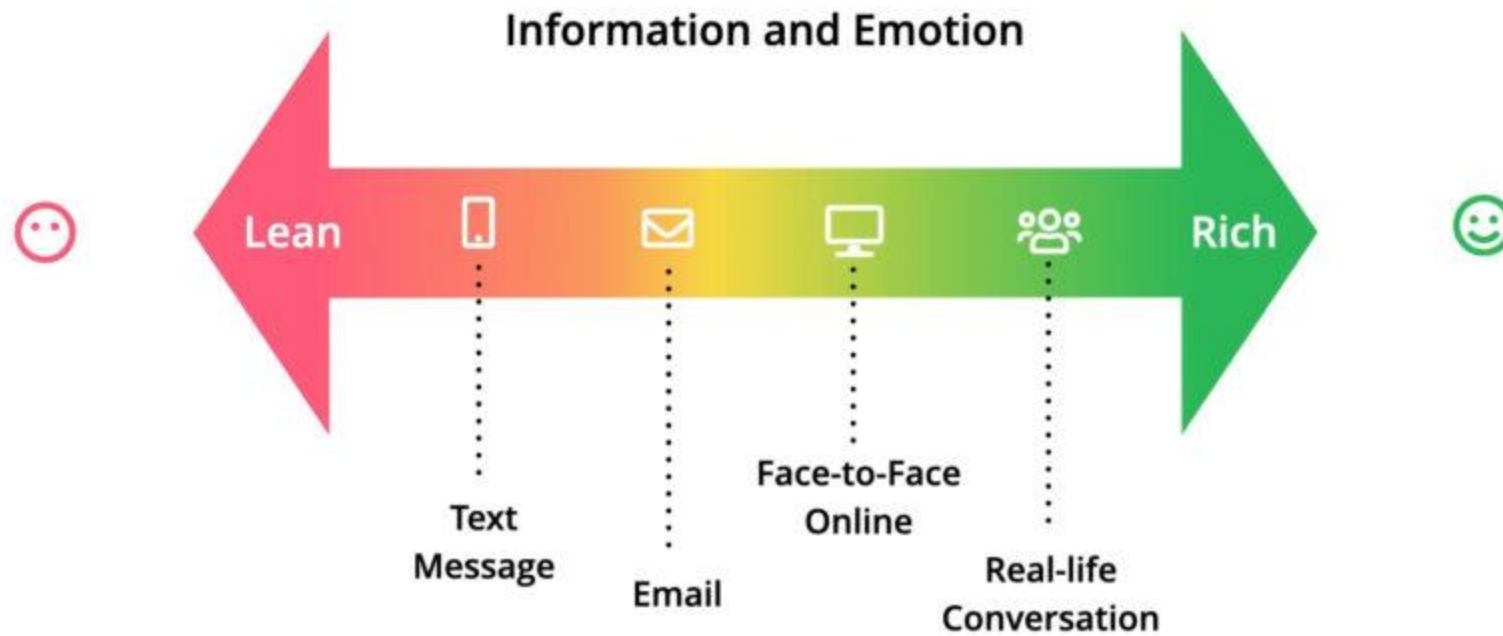 Information and Emotion
Lean
Rich
Text
Message
Email
Face-to-Face
Online
Real-life
Conversation